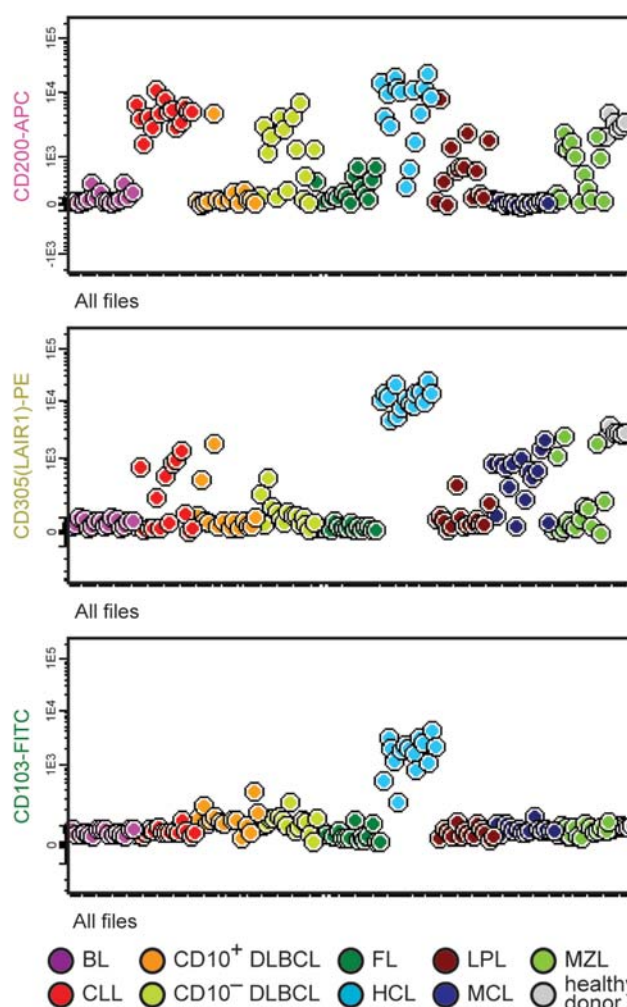 CD200-APC
1E5
1E4
1E3
0
-1E3
All files
CD305(LAIR1)-PE
1E5
1E4
1E3
0
All files
CD103-FITC
1E5
1E4
1E3
0
All files
BL CD10+ DLBCL FL LPL MZL
CLL CD10− DLBCL HCL MCL healthy
donor